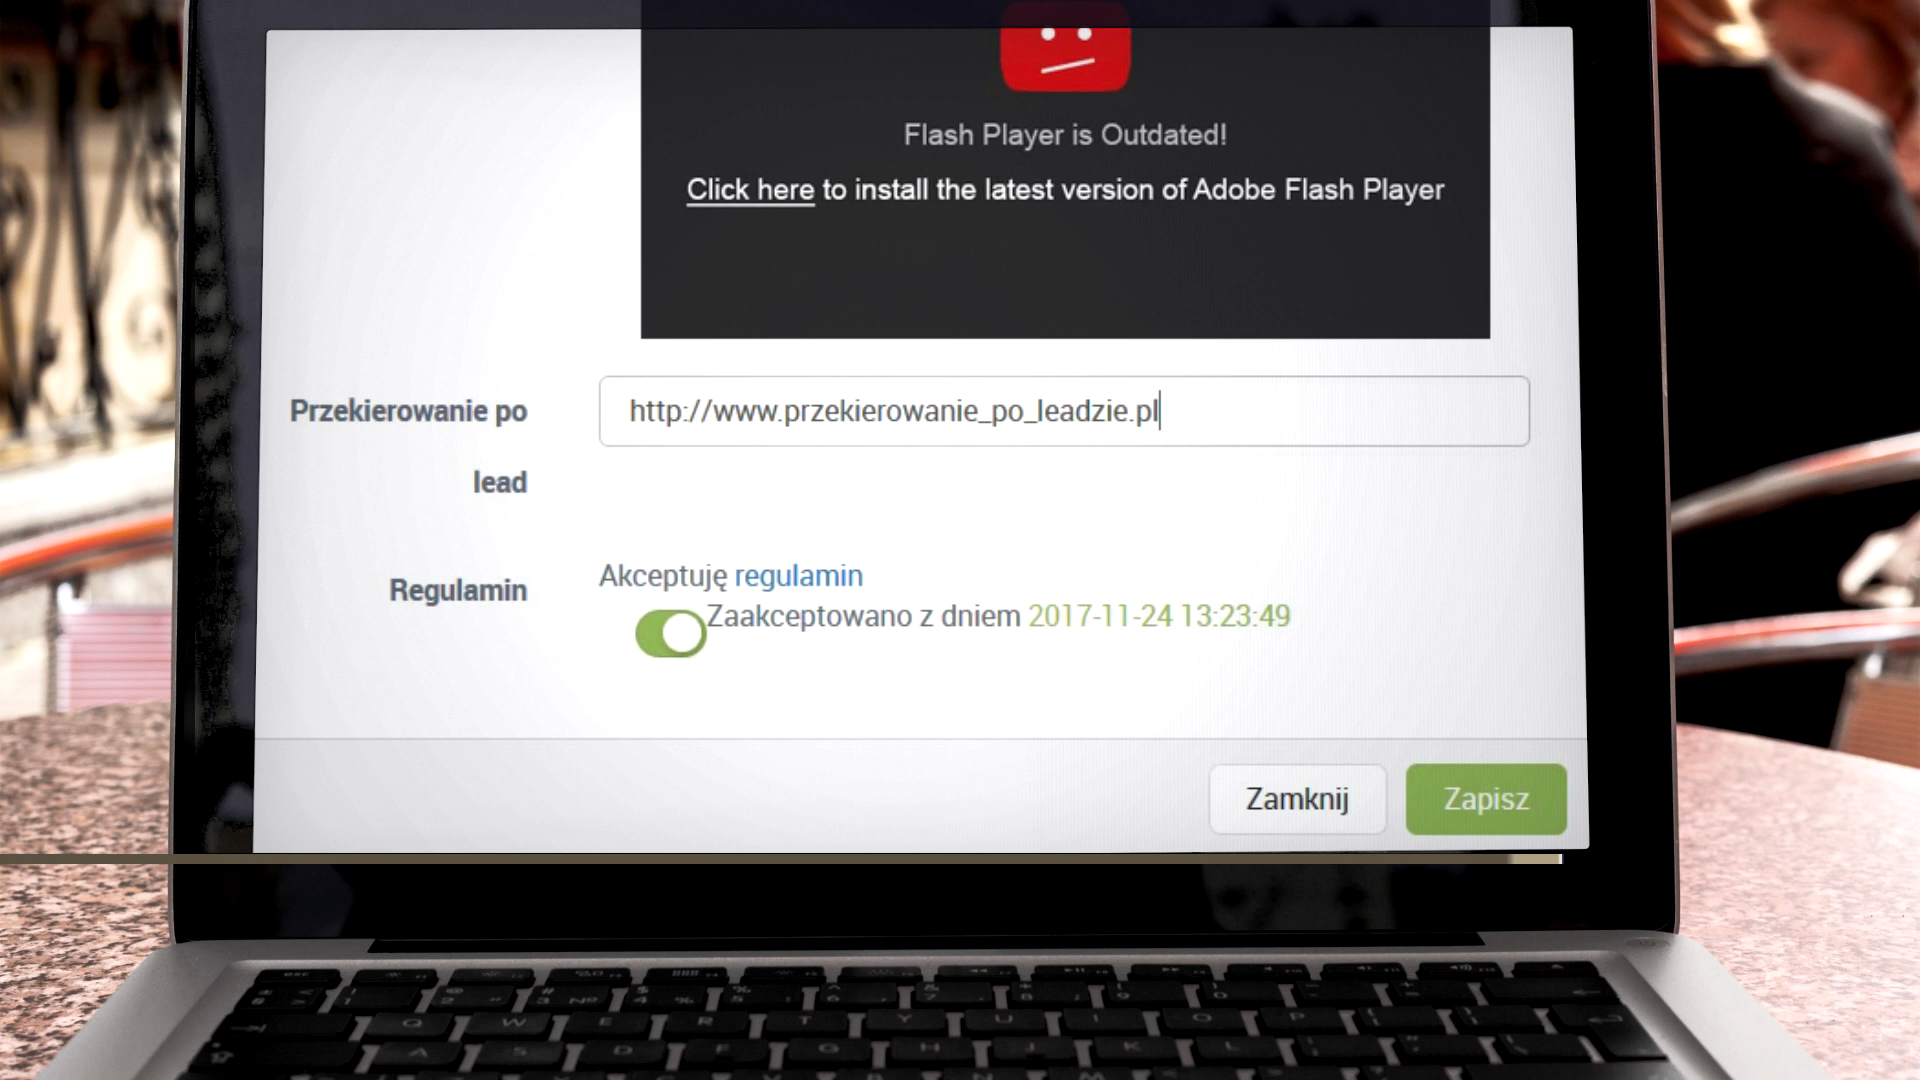 Flash Player is Outdated!
Click here to install the latest version of Adobe Flash Player
Przekierowanie po
lead
http://www.przekierowanie_po_leadzie.pl
Regulamin
Akceptuję regulamin
Zaakceptowano z dniem 2017-11-24 13:23:49
Zamknij
Zapisz
esc
Q W E R T Y U I O P
A S D F G H J K L